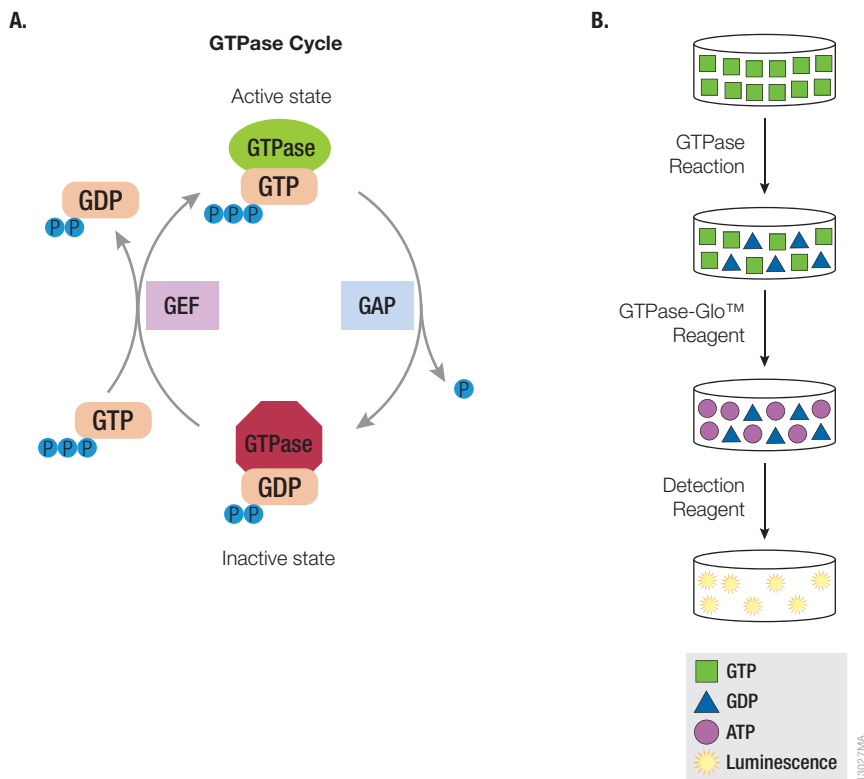 A.
GTPase Cycle
Active state
GTPase
GTP
P P P
GDP
P P
GEF
GAP
P
GTP
P P P
GTPase
GDP
P P
Inactive state
B.
GTPase
Reaction
GTPase-Glo™
Reagent
Detection
Reagent
GTP
GDP
ATP
Luminescence
13027MA